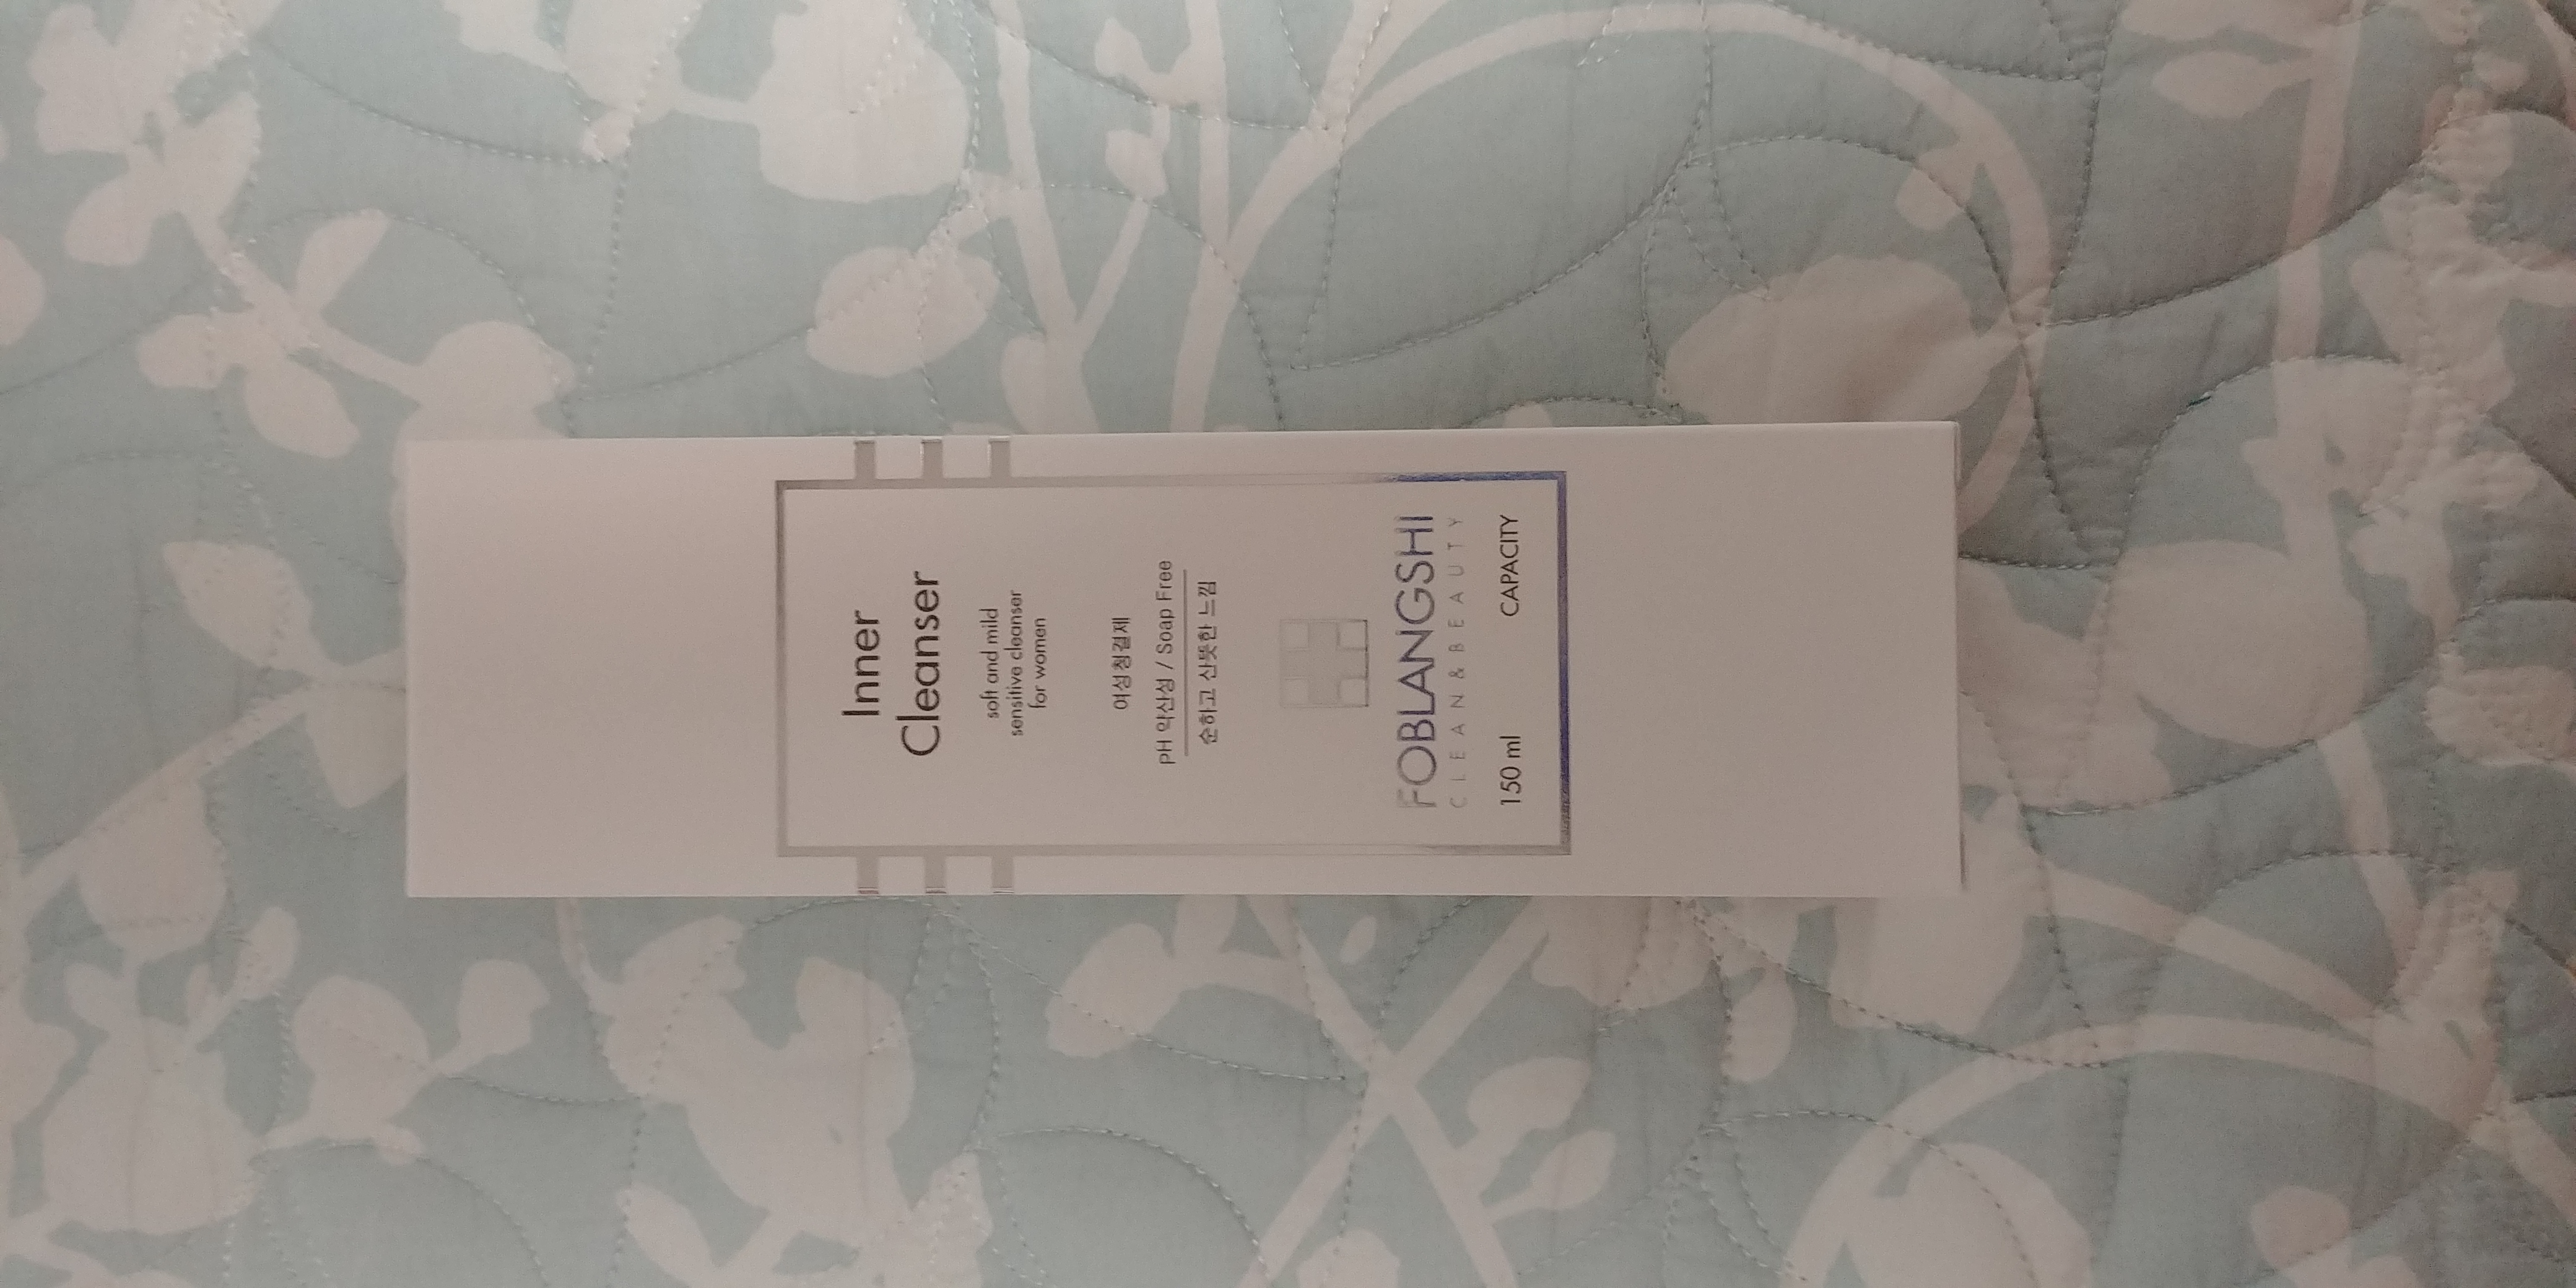 Inner
Cleanser
soft and mild
sensitive cleanser
for women
여성청결제
pH 약산성 / Soap Free
순하고 산뜻한 느낌
FOBLANGSHI
CLEAN&BEAUTY
150 ml CAPACITY